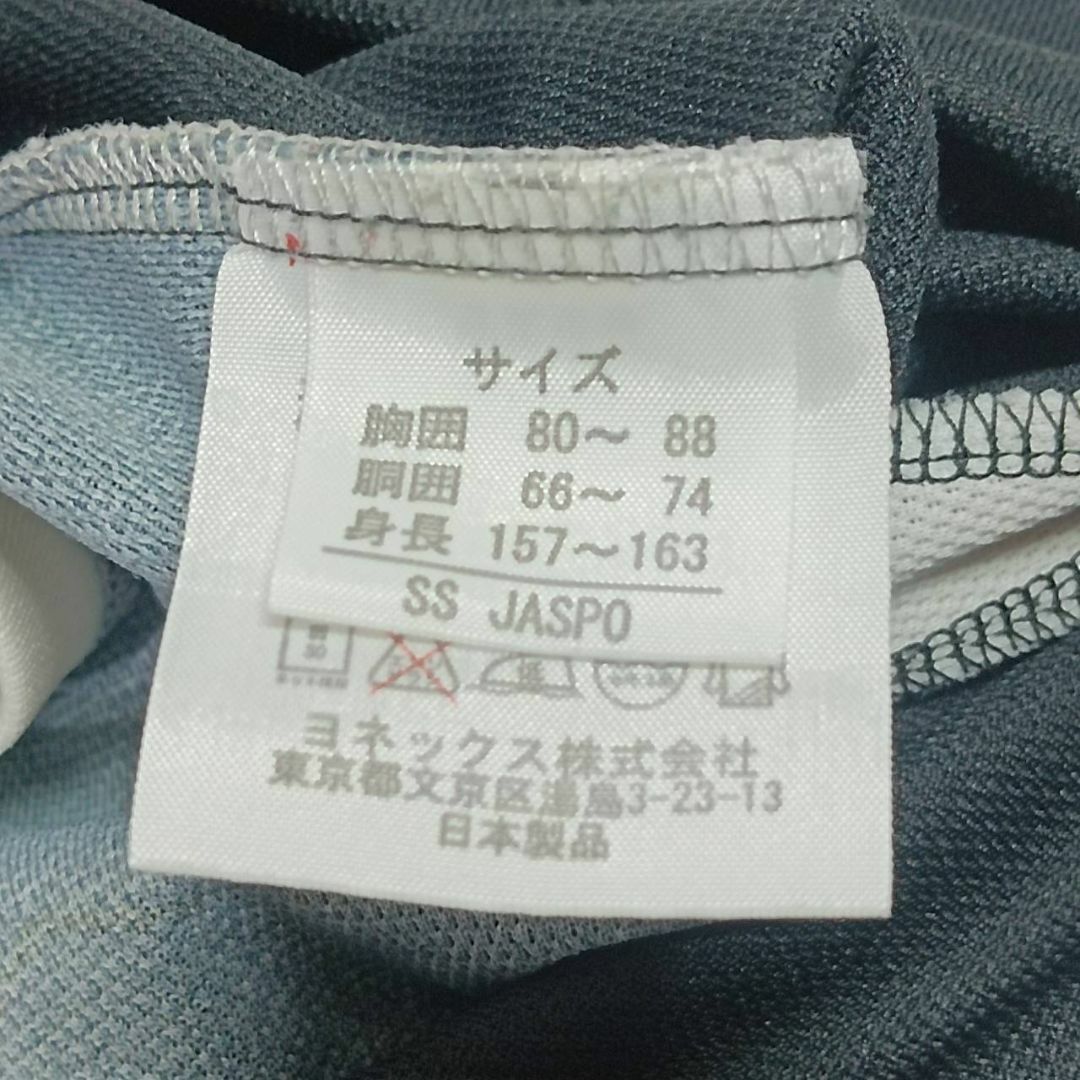 サイズ
胸囲 80〜 88
胴囲 66〜 74
身長 157〜163
SS JASPO
低
ヨネックス株式会社
東京都文京区湯島3-23-13
日本製品